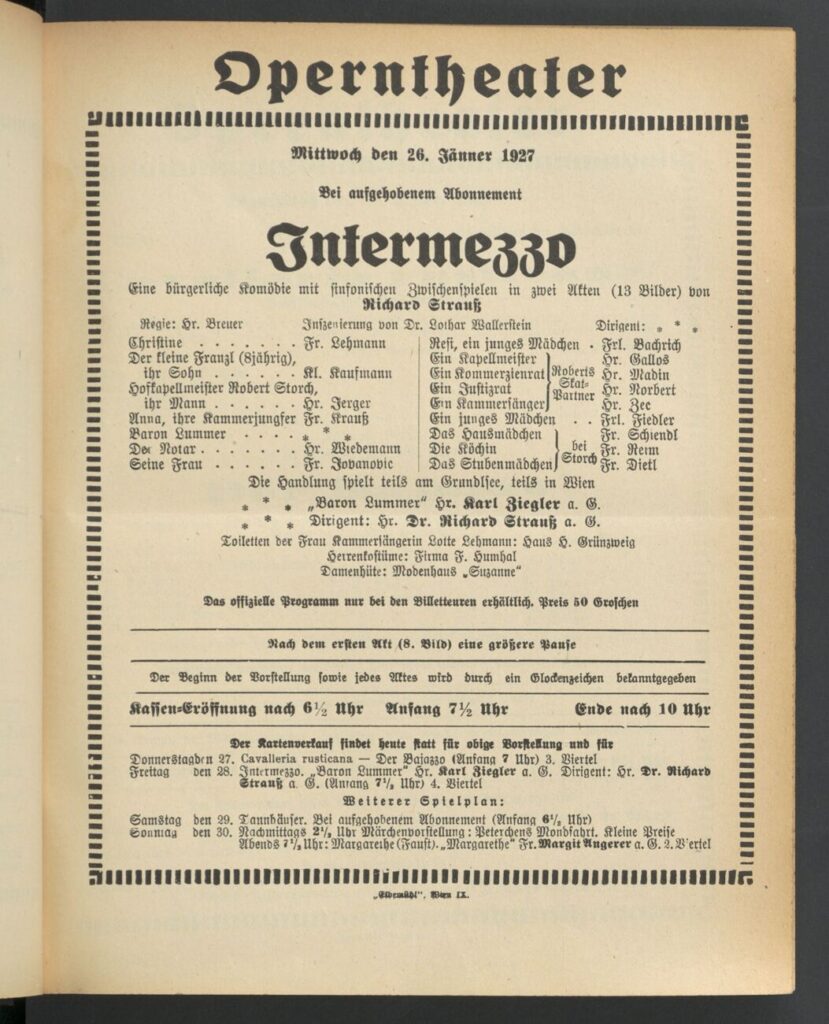 Operntheater
Mittwoch den 26. Jänner 1927
Bei aufgehobenem Abonnement
Intermezzo
Eine bürgerliche Komödie mit sinfonischen Zwischenspielen in zwei Akten (13 Bilder) von
Richard Strauß
Regie: Hr. Breuer Inszenierung von Dr. Lothar Wallerstein Dirigent: * * *
Christine . . . . . . . Fr. Lehmann
Der kleine Franzl (8jährig),
ihr Sohn . . . . . . Kl. Kaufmann
Hofkapellmeister Robert Storch,
ihr Mann . . . . . . Hr. Jerger
Anna, ihre Kammerjungfer Fr. Krauß
Baron Lummer . . . . * * *
Der Notar . . . . . . . Hr. Wiedemann
Seine Frau . . . . . . Fr. Jovanovic
Resi, ein junges Mädchen . Frl. Bachrich
Ein Kapellmeister Hr. Gallos
Ein Kommerzienrat Hr. Madin
Ein Justizrat Hr. Norbert
Ein Kammersänger Hr. Zec
Roberts
Skat-
Partner
Ein junges Mädchen . . Frl. Fiedler
Das Hausmädchen Fr. Schiendl
Die Köchin Fr. Reim
Das Stubenmädchen Fr. Dietl
bei
Storch
Die Handlung spielt teils am Grundlsee, teils in Wien
* * * „Baron Lummer" Hr. Karl Ziegler a. G.
* * * Dirigent: Hr. Dr. Richard Strauß a. G.
Toiletten der Frau Kammersängerin Lotte Lehmann: Haus H. Grünzweig
Herrenkostüme: Firma F. Humhal
Damenhüte: Modenhaus „Suzanne"
Das offizielle Programm nur bei den Billetteuren erhältlich. Preis 50 Groschen
Nach dem ersten Akt (8. Bild) eine größere Pause
Der Beginn der Vorstellung sowie jedes Aktes wird durch ein Glockenzeichen bekanntgegeben
Kassen-Eröffnung nach 6½ Uhr Anfang 7½ Uhr Ende nach 10 Uhr
Der Kartenverkauf findet heute statt für obige Vorstellung und für
Donnerstag den 27. Cavalleria rusticana — Der Bajazzo (Anfang 7 Uhr) 3. Viertel
Freitag den 28. Intermezzo. „Baron Lummer" Hr. Karl Ziegler a. G. Dirigent: Hr. Dr. Richard
Strauß a. G. (Anfang 7½ Uhr) 4. Viertel
Weiterer Spielplan:
Samstag den 29. Tannhäuser. Bei aufgehobenem Abonnement (Anfang 6½ Uhr)
Sonntag den 30. Nachmittags 2½ Uhr Märchenvorstellung: Peterchens Mondfahrt. Kleine Preise
Abends 7½ Uhr: Margarethe (Faust). „Margarethe" Fr. Margit Angerer a. G. 2. Viertel
„Elbemühl", Wien IX.